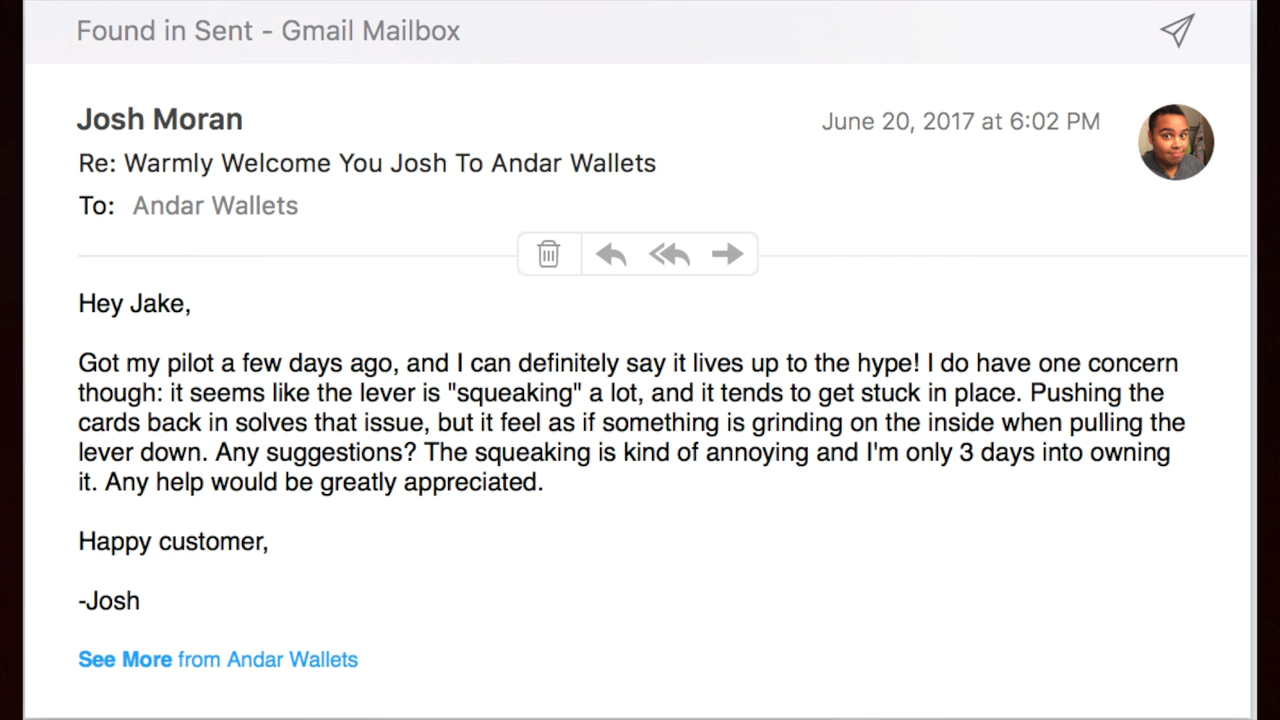 Found in Sent - Gmail Mailbox
Josh Moran
June 20, 2017 at 6:02 PM
Re: Warmly Welcome You Josh To Andar Wallets
To: Andar Wallets
Hey Jake,
Got my pilot a few days ago, and I can definitely say it lives up to the hype! I do have one concern
though: it seems like the lever is "squeaking" a lot, and it tends to get stuck in place. Pushing the
cards back in solves that issue, but it feel as if something is grinding on the inside when pulling the
lever down. Any suggestions? The squeaking is kind of annoying and I'm only 3 days into owning
it. Any help would be greatly appreciated.
Happy customer,
-Josh
See More from Andar Wallets